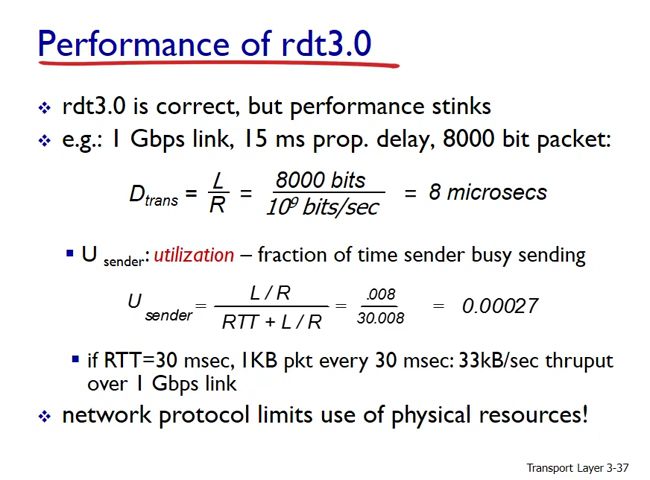 Performance of rdt3.0
❖ rdt3.0 is correct, but performance stinks
❖ e.g.: 1 Gbps link, 15 ms prop. delay, 8000 bit packet:
D trans = L / R = 8000 bits / 10⁹ bits/sec = 8 microsecs
▪ U sender: utilization – fraction of time sender busy sending
U sender = L / R / RTT + L / R = .008 / 30.008 = 0.00027
▪ if RTT=30 msec, 1KB pkt every 30 msec: 33kB/sec thruput
over 1 Gbps link
❖ network protocol limits use of physical resources!
Transport Layer 3-37